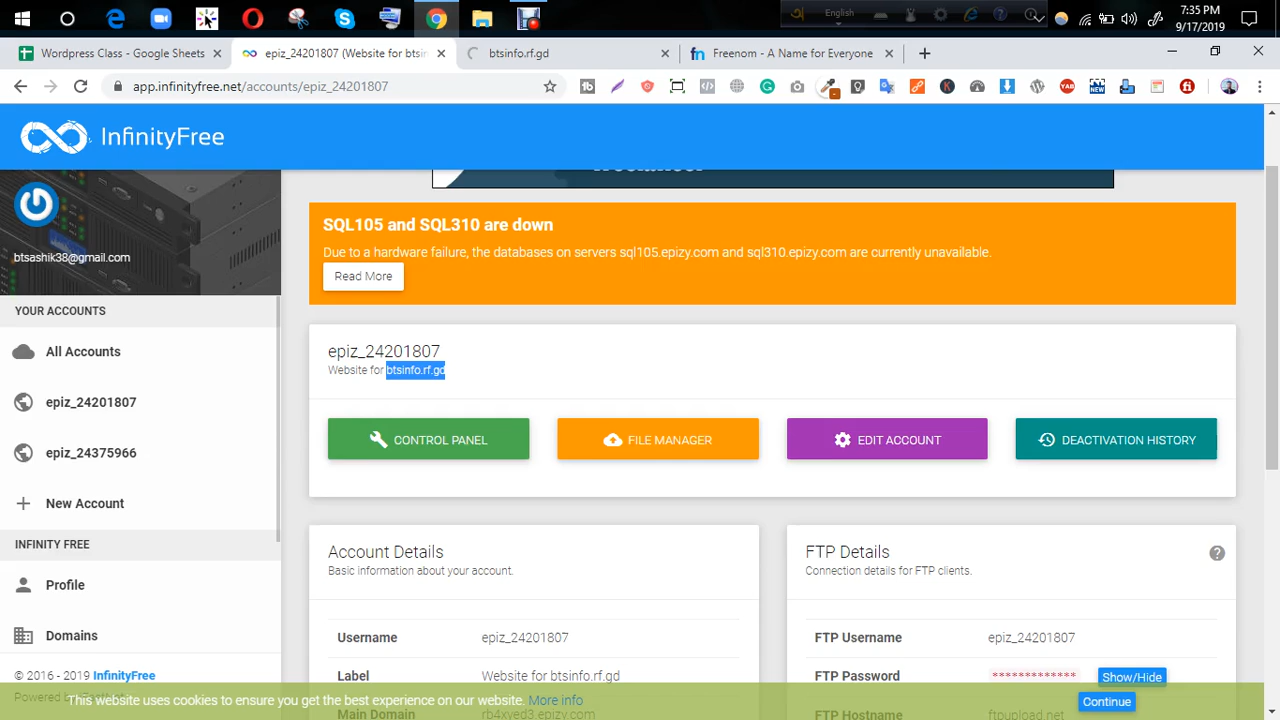 7:35 PM
English
9/17/2019
Wordpress Class - Google Sheets
epiz_24201807 (Website for btsin
btsinfo.rf.gd
Freenom - A Name for Everyone
app.infinityfree.net/accounts/epiz_24201807
InfinityFree
btsashik38@gmail.com
YOUR ACCOUNTS
All Accounts
epiz_24201807
epiz_24375966
New Account
INFINITY FREE
Profile
Domains
© 2016 - 2019 InfinityFree
SQL105 and SQL310 are down
Due to a hardware failure, the databases on servers sql105.epizy.com and sql310.epizy.com are currently unavailable.
Read More
epiz_24201807
Website for btsinfo.rf.gd
CONTROL PANEL
FILE MANAGER
EDIT ACCOUNT
DEACTIVATION HISTORY
Account Details
Basic information about your account.
Username epiz_24201807
Label Website for btsinfo.rf.gd
Main Domain rb4xved3.epizy.com
FTP Details
Connection details for FTP clients.
FTP Username epiz_24201807
FTP Password ************* Show/Hide
FTP Hostname ftpupload.net
This website uses cookies to ensure you get the best experience on our website. More info
Continue